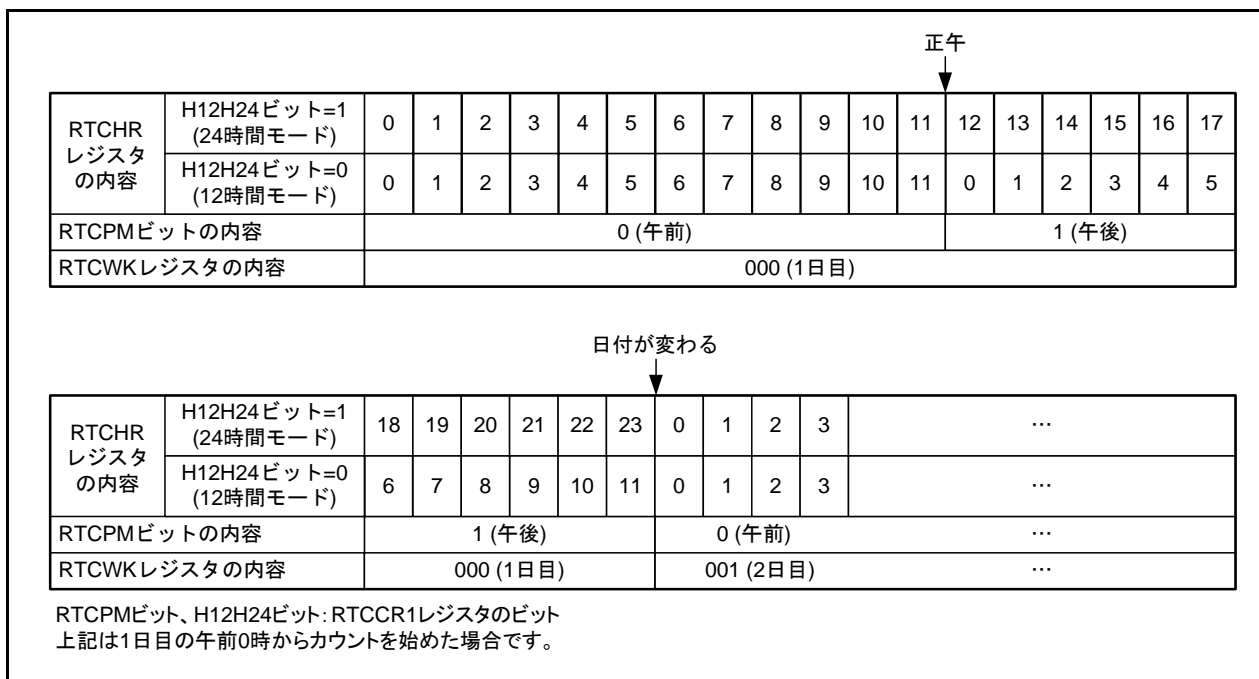 正午
RTCHR レジスタ の内容 H12H24ビット=1 (24時間モード) 0 1 2 3 4 5 6 7 8 9 10 11 12 13 14 15 16 17
H12H24ビット=0 (12時間モード) 0 1 2 3 4 5 6 7 8 9 10 11 0 1 2 3 4 5
RTCPMビットの内容 0 (午前) 1 (午後)
RTCWKレジスタの内容 000 (1日目)
日付が変わる
RTCHR レジスタ の内容 H12H24ビット=1 (24時間モード) 18 19 20 21 22 23 0 1 2 3 …
H12H24ビット=0 (12時間モード) 6 7 8 9 10 11 0 1 2 3 …
RTCPMビットの内容 1 (午後) 0 (午前) …
RTCWKレジスタの内容 000 (1日目) 001 (2日目) …
RTCPMビット、H12H24ビット: RTCCR1レジスタのビット
上記は1日目の午前0時からカウントを始めた場合です。